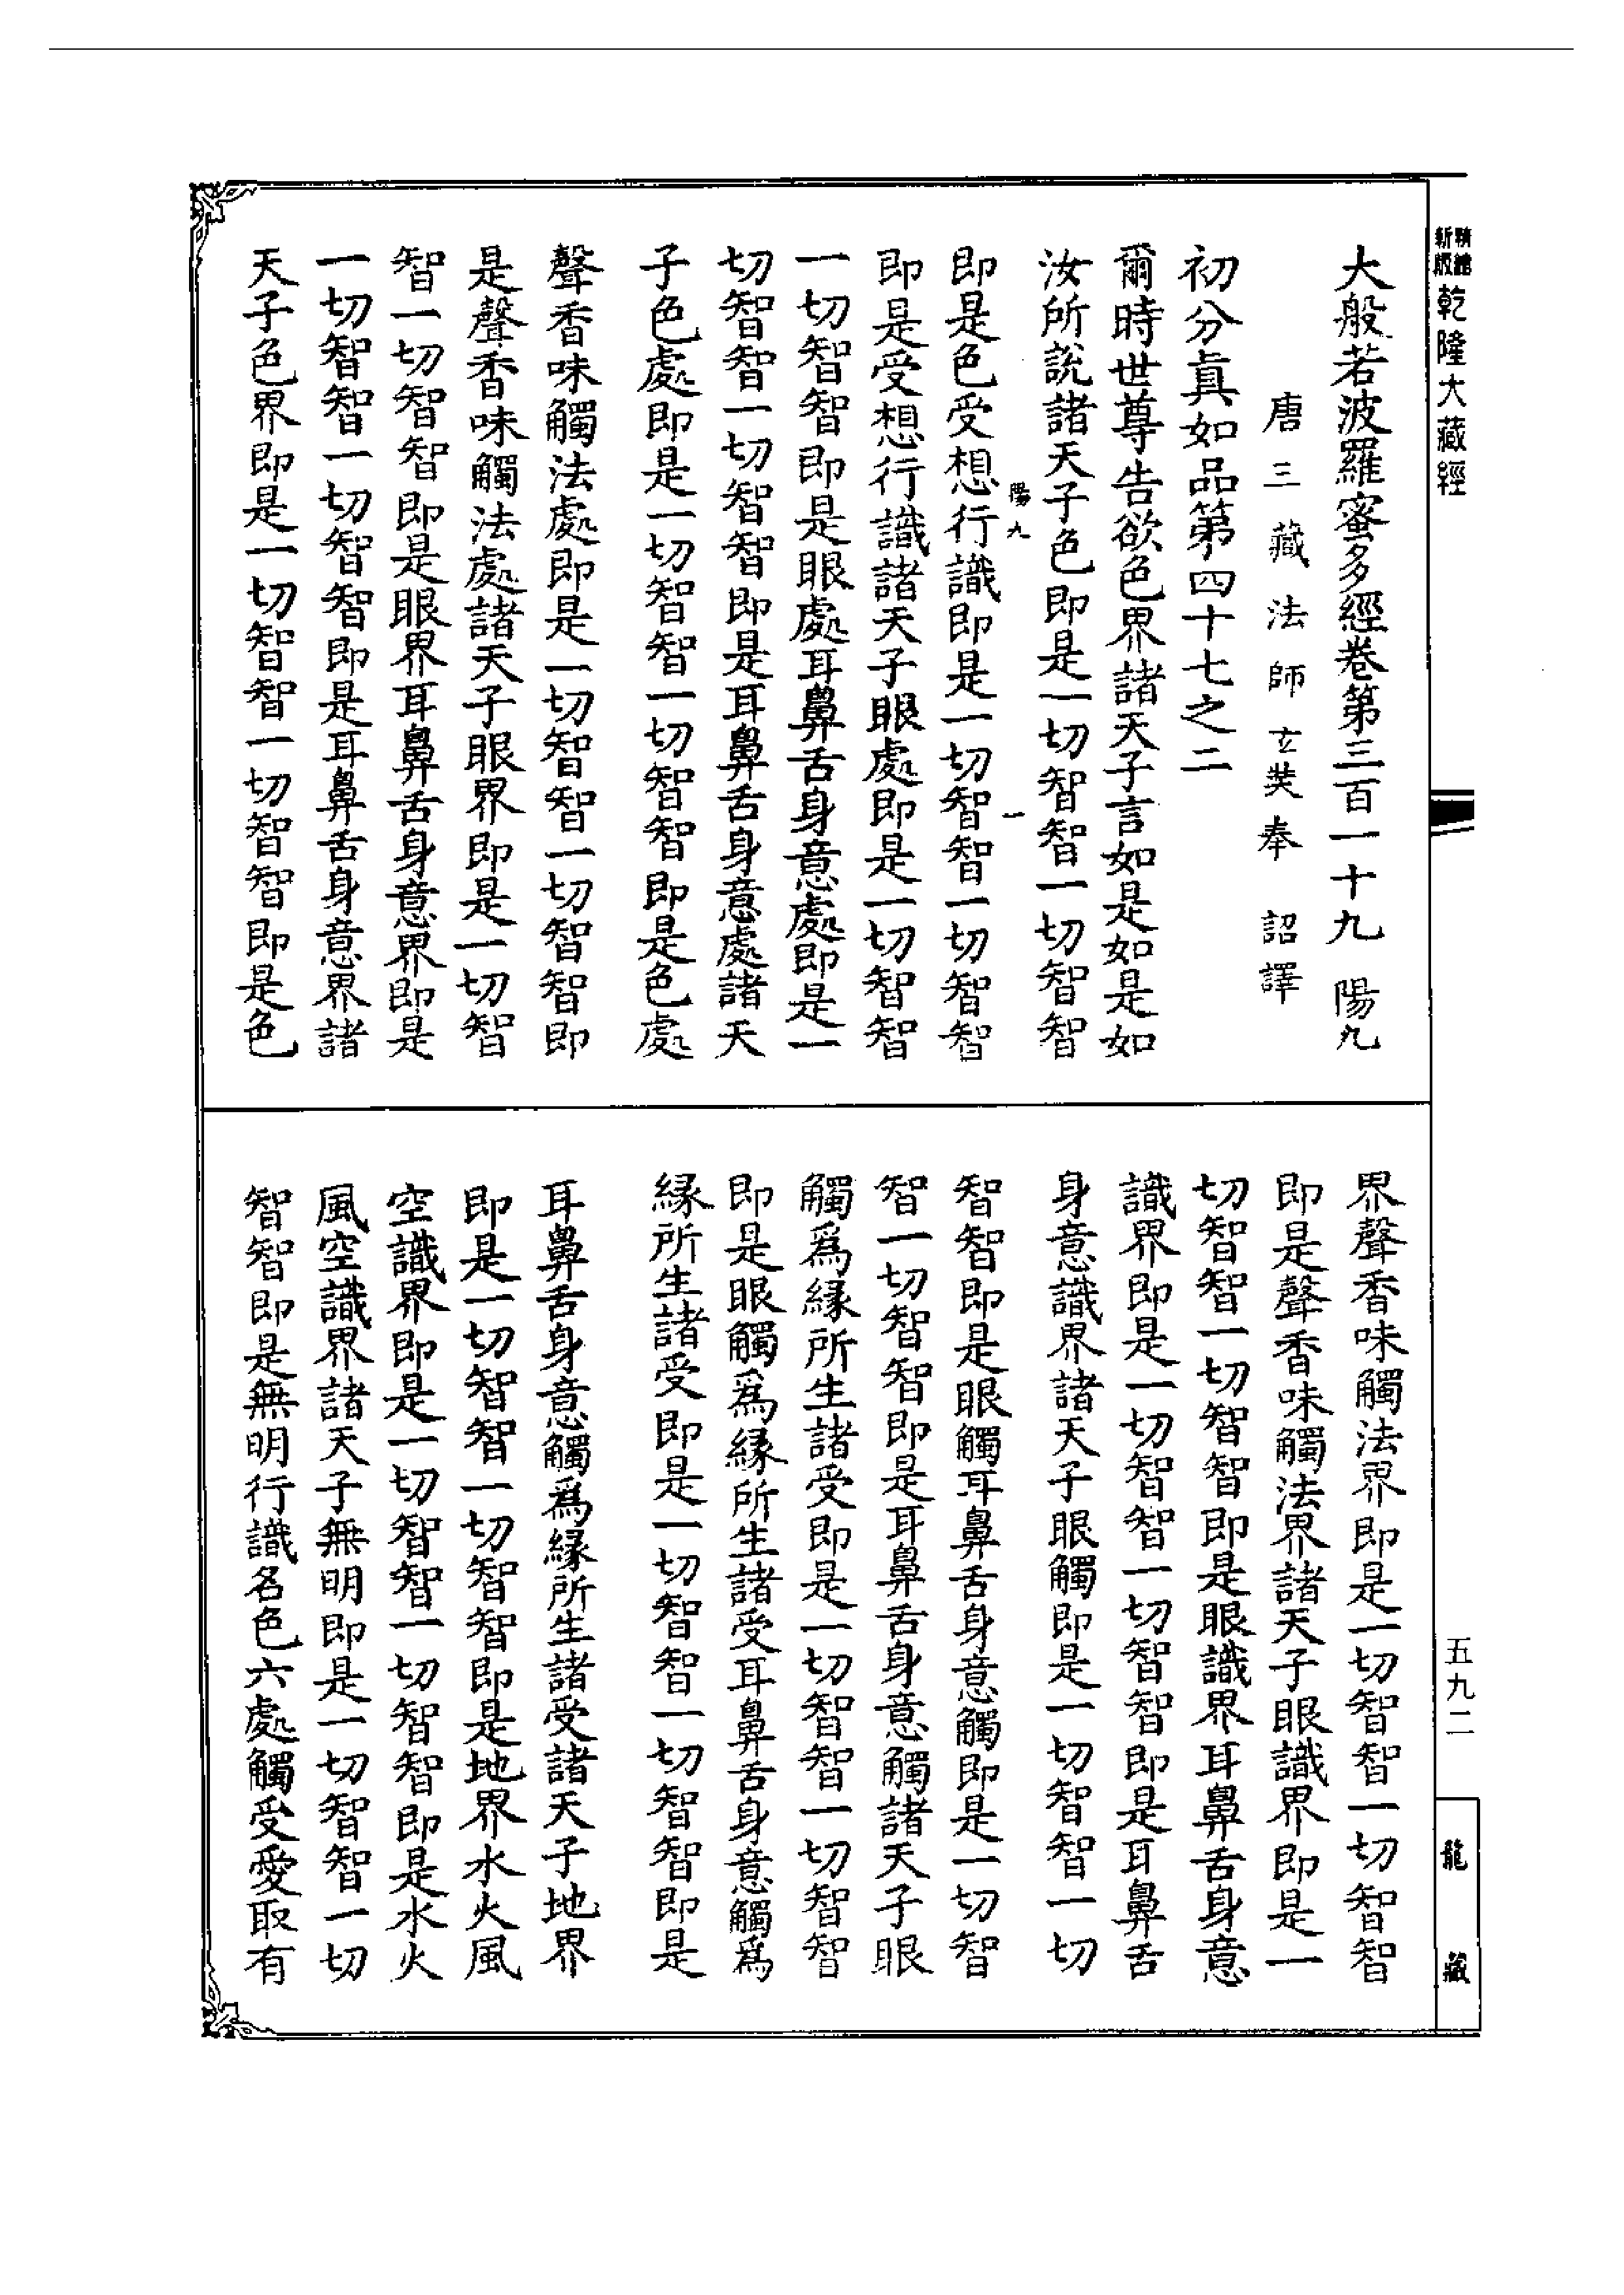 新版精縮乾隆大藏經
大般若波羅蜜多經卷第三百一十九 陽九
唐三藏法師玄奘奉 詔譯
初分真如品第四十七之二
爾時世尊告欲色界諸天子言如是如是如
汝所說諸天子色即是一切智智一切智智
陽九 一
即是色受想行識即是一切智智一切智智
即是受想行識諸天子眼處即是一切智智
一切智智即是眼處耳鼻舌身意處即是一
切智智一切智智即是耳鼻舌身意處諸天
子色處即是一切智智一切智智即是色處
聲香味觸法處即是一切智智一切智智即
是聲香味觸法處諸天子眼界即是一切智
智一切智智即是眼界耳鼻舌身意界即是
一切智智一切智智即是耳鼻舌身意界諸
天子色界即是一切智智一切智智即是色
界聲香味觸法界即是一切智智一切智智
即是聲香味觸法界諸天子眼識界即是一
切智智一切智智即是眼識界耳鼻舌身意
識界即是一切智智一切智智即是耳鼻舌
身意識界諸天子眼觸即是一切智智一切
智智即是眼觸耳鼻舌身意觸即是一切智
智一切智智即是耳鼻舌身意觸諸天子眼
觸爲緣所生諸受即是一切智智一切智智
即是眼觸爲緣所生諸受耳鼻舌身意觸爲
緣所生諸受即是一切智智一切智智即是
耳鼻舌身意觸爲緣所生諸受諸天子地界
即是一切智智一切智智即是地界水火風
空識界即是一切智智一切智智即是水火
風空識界諸天子無明即是一切智智一切
智智即是無明行識名色六處觸受愛取有
五九二
龍藏